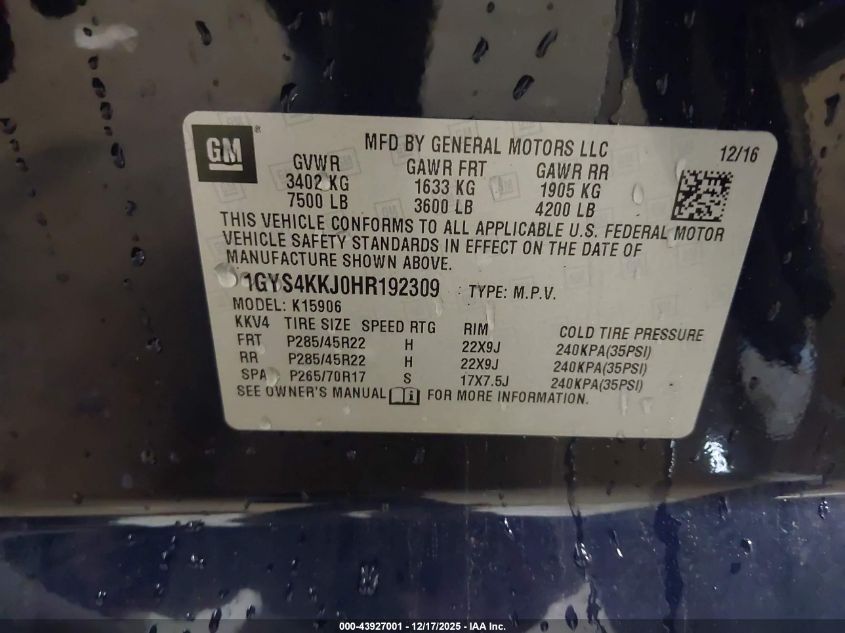 GM ®
MFD BY GENERAL MOTORS LLC 12/16
GVWR GAWR FRT GAWR RR
3402 KG 1633 KG 1905 KG
7500 LB 3600 LB 4200 LB
THIS VEHICLE CONFORMS TO ALL APPLICABLE U.S. FEDERAL MOTOR
VEHICLE SAFETY STANDARDS IN EFFECT ON THE DATE OF
MANUFACTURE SHOWN ABOVE.
1GYS4KKJ0HR192309 TYPE: M.P.V.
MODEL: K15906
KKV4 TIRE SIZE SPEED RTG RIM COLD TIRE PRESSURE
FRT P285/45R22 H 22X9J 240KPA(35PSI)
RR P285/45R22 H 22X9J 240KPA(35PSI)
SPA P265/70R17 S 17X7.5J 240KPA(35PSI)
SEE OWNER'S MANUAL FOR MORE INFORMATION.
000-43927001 - 12/17/2025 - IAA Inc.